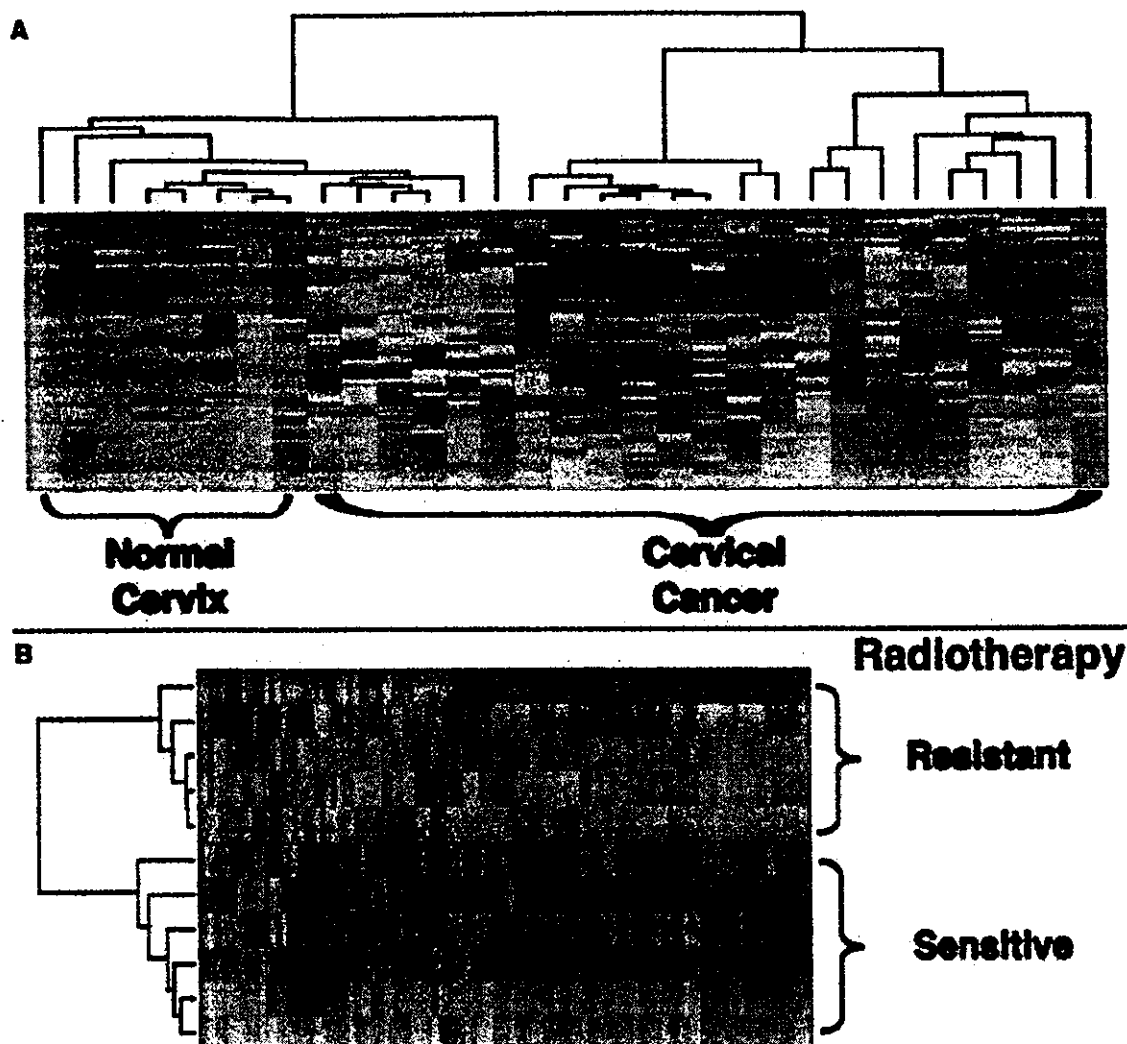 A
Normal
Cervix
Cervical
Cancer
B
Radiotherapy
Resistant
Sensitive